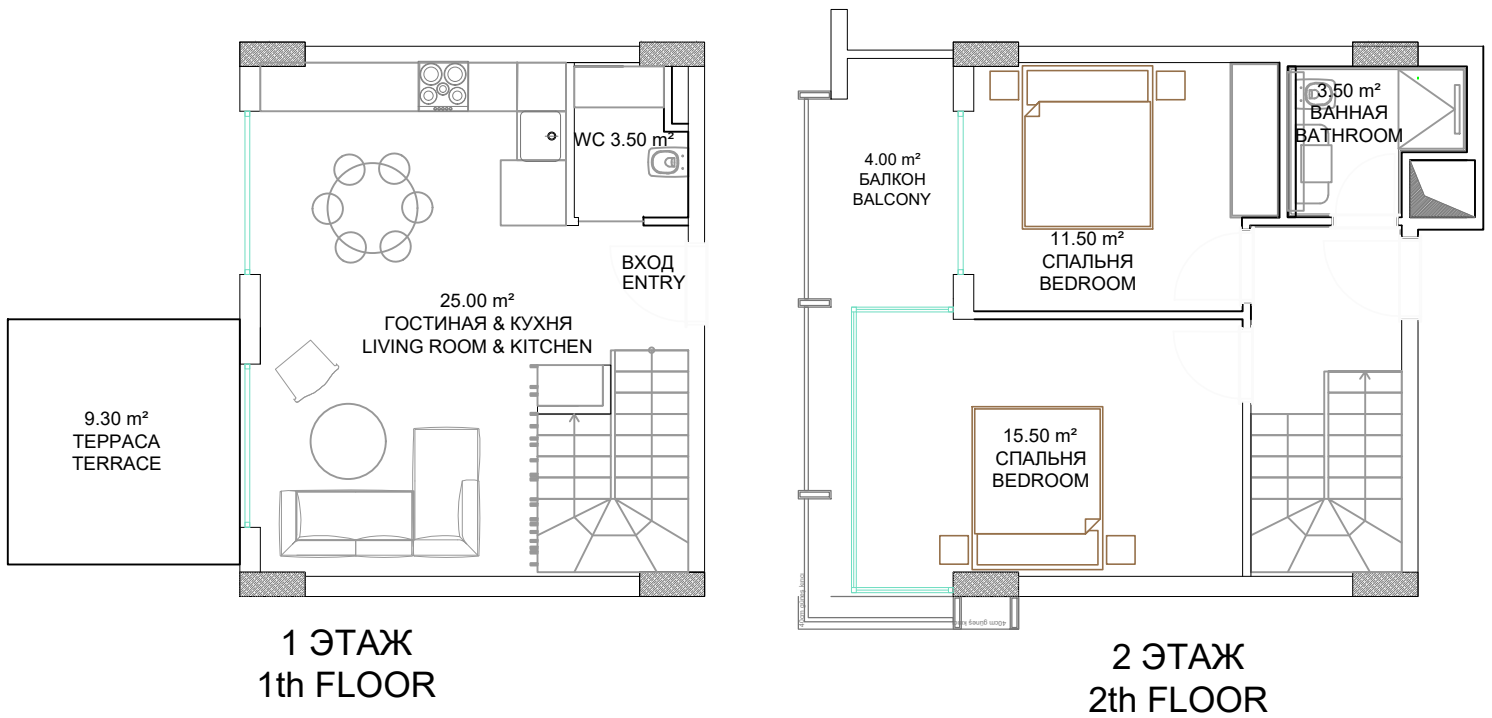 WC 3.50 m²
ВХОД
ENTRY
25.00 m²
ГОСТИНАЯ & КУХНЯ
LIVING ROOM & KITCHEN
9.30 m²
ТЕРРАСА
TERRACE
1 ЭТАЖ
1th FLOOR
3.50 m²
ВАННАЯ
BATHROOM
4.00 m²
БАЛКОН
BALCONY
11.50 m²
СПАЛЬНЯ
BEDROOM
15.50 m²
СПАЛЬНЯ
BEDROOM
2 ЭТАЖ
2th FLOOR